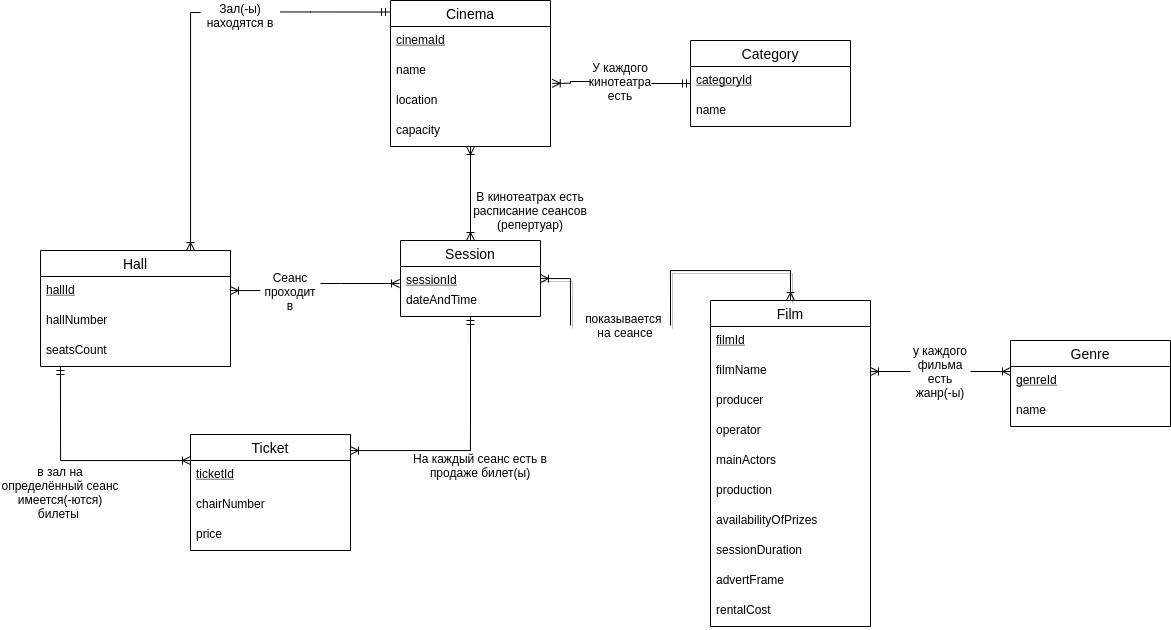 Зал(-ы)
находятся в
Cinema
cinemaId
name
location
capacity
У каждого
кинотеатра
есть
Category
categoryId
name
В кинотеатрах есть
расписание сеансов
(репертуар)
Hall
hallId
hallNumber
seatsCount
Сеанс
проходит
в
Session
sessionId
dateAndTime
показывается
на сеансе
Film
filmId
filmName
producer
operator
mainActors
production
availabilityOfPrizes
sessionDuration
advertFrame
rentalCost
у каждого
фильма
есть
жанр(-ы)
Genre
genreId
name
в зал на
определённый сеанс
имеется(-ются)
билеты
Ticket
ticketId
chairNumber
price
На каждый сеанс есть в
продаже билет(ы)